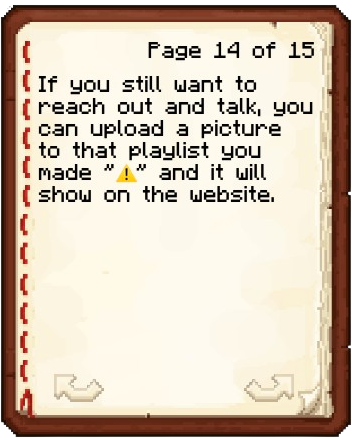 Page 14 of 15
If you still want to
reach out and talk, you
can upload a picture
to that playlist you
made "⚠️" and it will
show on the website.